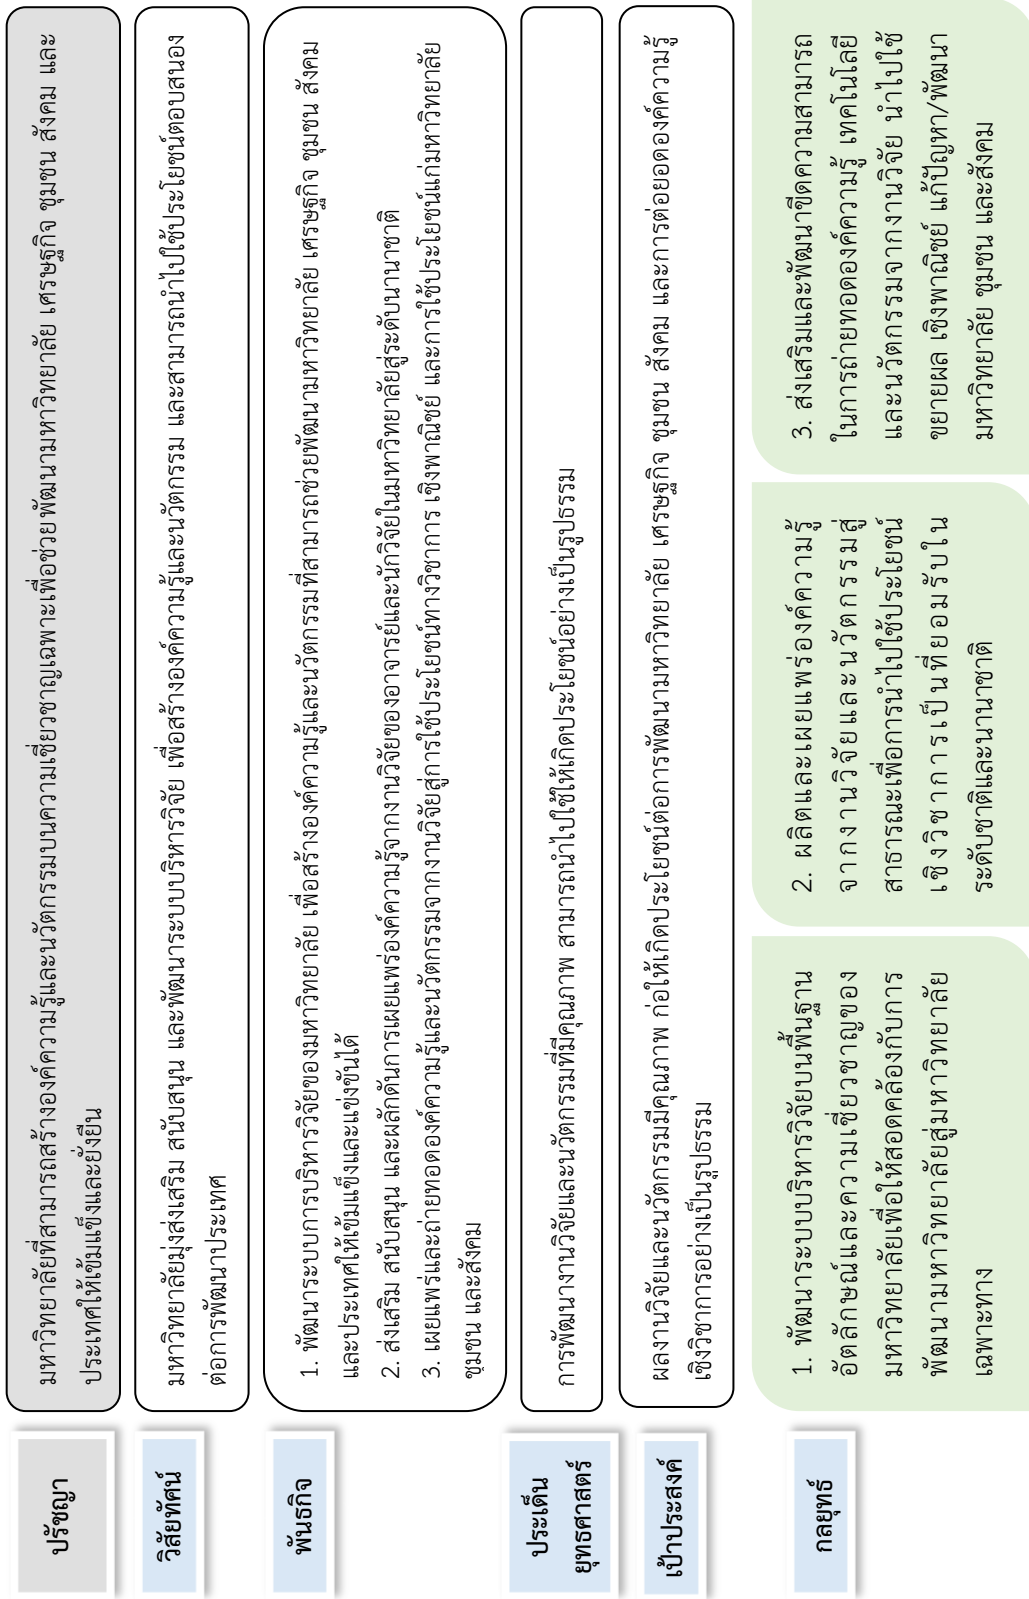 ปรัชญา
มหาวิทยาลัยที่สามารถสร้างองค์ความรู้และนวัตกรรมบนความเชี่ยวชาญเฉพาะเพื่อช่วยพัฒนามหาวิทยาลัย เศรษฐกิจ ชุมชน สังคม และ
ประเทศให้เข้มแข็งและยั่งยืน
วิสัยทัศน์
มหาวิทยาลัยมุ่งส่งเสริม สนับสนุน และพัฒนาระบบบริหารวิจัย เพื่อสร้างองค์ความรู้และนวัตกรรม และสามารถนำไปใช้ประโยชน์ตอบสนอง
ต่อการพัฒนาประเทศ
พันธกิจ
1. พัฒนาระบบการบริหารวิจัยของมหาวิทยาลัย เพื่อสร้างองค์ความรู้และนวัตกรรมที่สามารถช่วยพัฒนามหาวิทยาลัย เศรษฐกิจ ชุมชน สังคม
และประเทศให้เข้มแข็งและแข่งขันได้
2. ส่งเสริม สนับสนุน และผลักดันการเผยแพร่องค์ความรู้จากงานวิจัยของอาจารย์และนักวิจัยในมหาวิทยาลัยสู่ระดับนานาชาติ
3. เผยแพร่และถ่ายทอดองค์ความรู้และนวัตกรรมจากงานวิจัยสู่การใช้ประโยชน์ทางวิชาการ เชิงพาณิชย์ และการใช้ประโยชน์แก่มหาวิทยาลัย
ชุมชน และสังคม
ประเด็น
ยุทธศาสตร์
การพัฒนางานวิจัยและนวัตกรรมที่มีคุณภาพ สามารถนำไปใช้ให้เกิดประโยชน์อย่างเป็นรูปธรรม
เป้าประสงค์
ผลงานวิจัยและนวัตกรรมมีคุณภาพ ก่อให้เกิดประโยชน์ต่อการพัฒนามหาวิทยาลัย เศรษฐกิจ ชุมชน สังคม และการต่อยอดองค์ความรู้
เชิงวิชาการอย่างเป็นรูปธรรม
กลยุทธ์
1. พัฒนาระบบบริหารวิจัยบนพื้นฐาน
อัตลักษณ์และความเชี่ยวชาญของ
มหาวิทยาลัยเพื่อให้สอดคล้องกับการ
พัฒนามหาวิทยาลัยสู่มหาวิทยาลัย
เฉพาะทาง
2. ผลิตและเผยแพร่องค์ความรู้
จากงานวิจัยและนวัตกรรมสู่
สาธารณะเพื่อการนำไปใช้ประโยชน์
เชิงวิชาการเป็นที่ยอมรับใน
ระดับชาติและนานาชาติ
3. ส่งเสริมและพัฒนาขีดความสามารถ
ในการถ่ายทอดองค์ความรู้ เทคโนโลยี
และนวัตกรรมจากงานวิจัย นำไปใช้
ขยายผล เชิงพาณิชย์ แก้ปัญหา/พัฒนา
มหาวิทยาลัย ชุมชน และสังคม